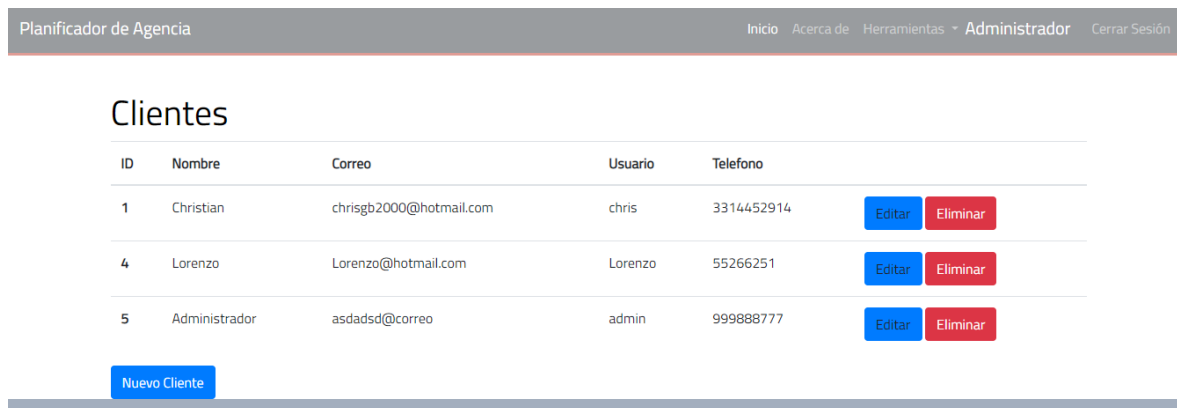 Planificador de Agencia Inicio Acerca de Herramientas Administrador Cerrar Sesión
Clientes
ID Nombre Correo Usuario Telefono
1 Christian chrisgb2000@hotmail.com chris 3314452914 Editar Eliminar
4 Lorenzo Lorenzo@hotmail.com Lorenzo 55266251 Editar Eliminar
5 Administrador asdadsd@correo admin 999888777 Editar Eliminar
Nuevo Cliente